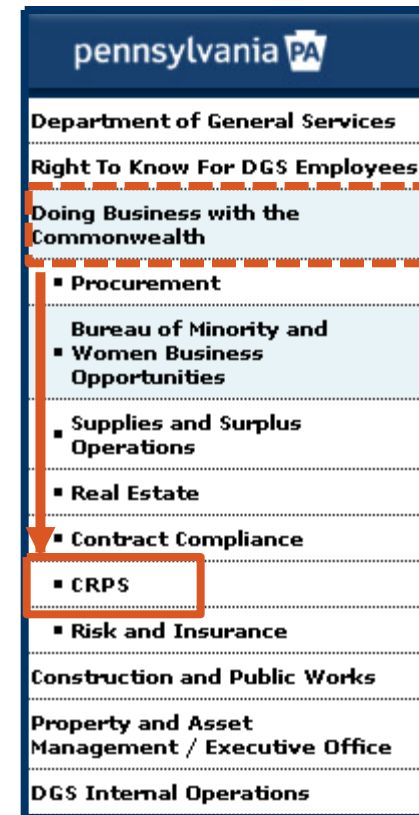 pennsylvania PA
Department of General Services
Right To Know For DGS Employees
Doing Business with the
Commonwealth
▪ Procurement
Bureau of Minority and
▪ Women Business
Opportunities
▪ Supplies and Surplus
Operations
▪ Real Estate
▪ Contract Compliance
▪ CRPS
▪ Risk and Insurance
Construction and Public Works
Property and Asset
Management / Executive Office
DGS Internal Operations